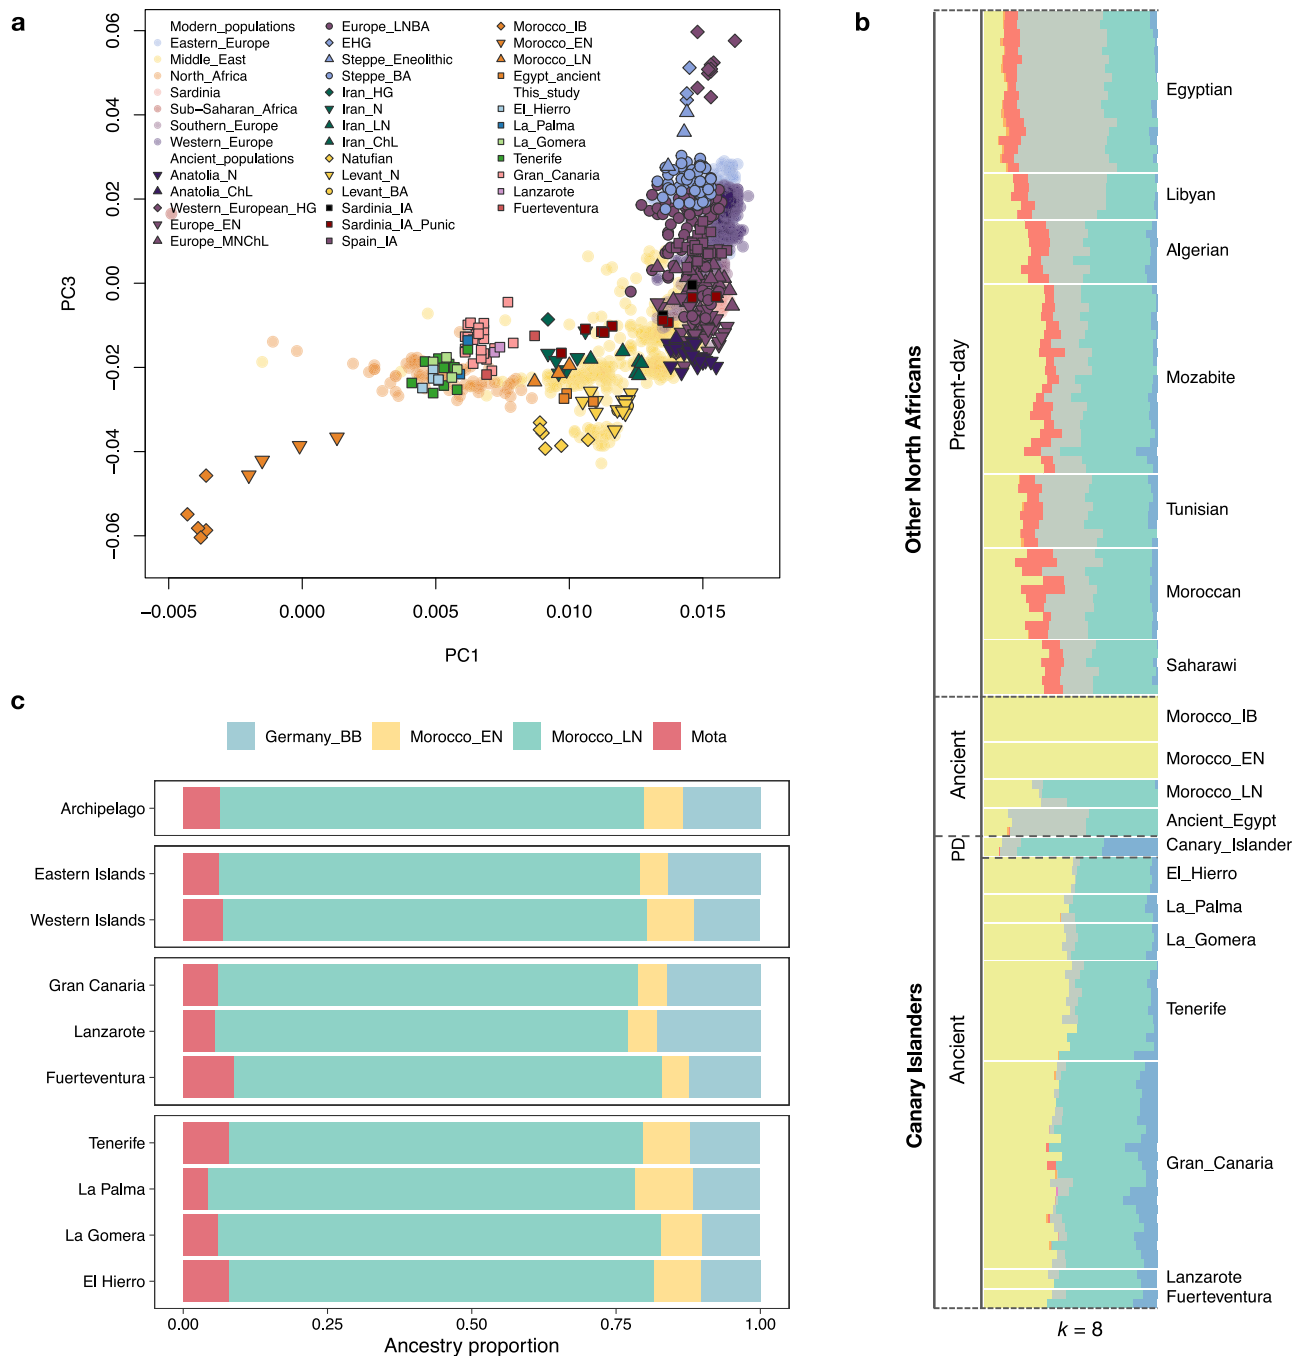 a
Modern_populations
Eastern_Europe
Middle_East
North_Africa
Sardinia
Sub−Saharan_Africa
Southern_Europe
Western_Europe
Ancient_populations
Anatolia_N
Anatolia_ChL
Western_European_HG
Europe_EN
Europe_MNChL
Europe_LNBA
EHG
Steppe_Eneolithic
Steppe_BA
Iran_HG
Iran_N
Iran_LN
Iran_ChL
Natufian
Levant_N
Levant_BA
Sardinia_IA
Sardinia_IA_Punic
Spain_IA
Morocco_IB
Morocco_EN
Morocco_LN
Egypt_ancient
This_study
El_Hierro
La_Palma
La_Gomera
Tenerife
Gran_Canaria
Lanzarote
Fuerteventura
0.06
0.04
0.02
0.00
−0.02
−0.04
−0.06
PC3
−0.005
0.000
0.005
0.010
0.015
PC1
b
Other North Africans
Present-day
Egyptian
Libyan
Algerian
Mozabite
Tunisian
Moroccan
Saharawi
Ancient
Morocco_IB
Morocco_EN
Morocco_LN
Ancient_Egypt
Canary Islanders
PD
Canary_Islander
Ancient
El_Hierro
La_Palma
La_Gomera
Tenerife
Gran_Canaria
Lanzarote
Fuerteventura
k = 8
c
Germany_BB
Morocco_EN
Morocco_LN
Mota
Archipelago
Eastern Islands
Western Islands
Gran Canaria
Lanzarote
Fuerteventura
Tenerife
La Palma
La Gomera
El Hierro
0.00
0.25
0.50
0.75
1.00
Ancestry proportion